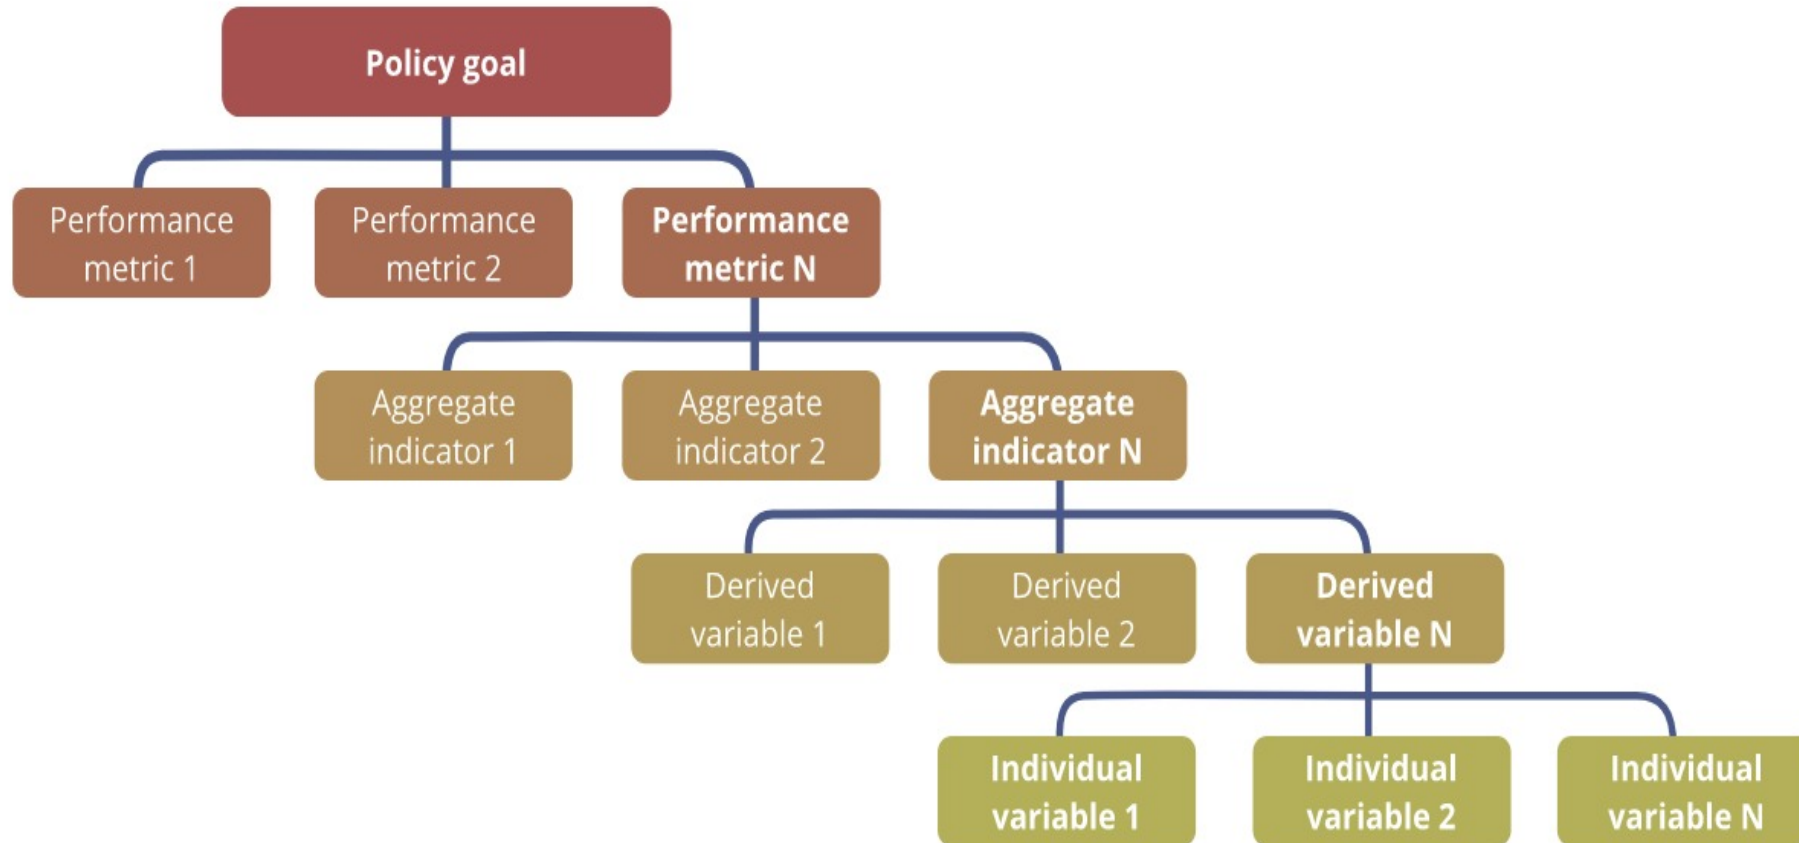 Policy goal
Performance
metric 1
Performance
metric 2
Performance
metric N
Aggregate
indicator 1
Aggregate
indicator 2
Aggregate
indicator N
Derived
variable 1
Derived
variable 2
Derived
variable N
Individual
variable 1
Individual
variable 2
Individual
variable N